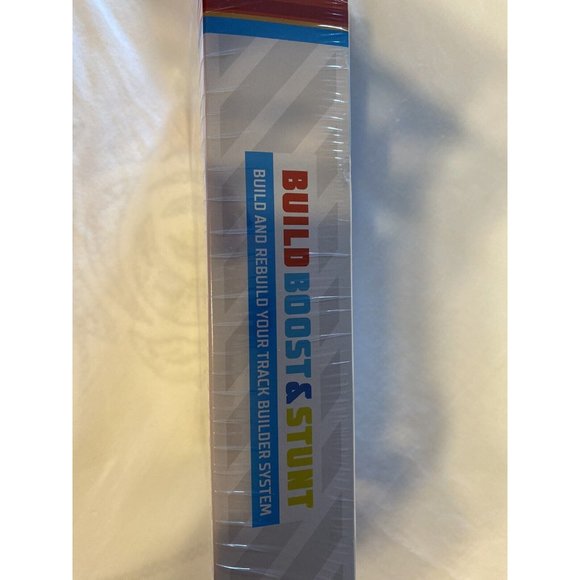 BUILD BOOST & STUNT
BUILD AND REBUILD YOUR TRACK BUILDER SYSTEM